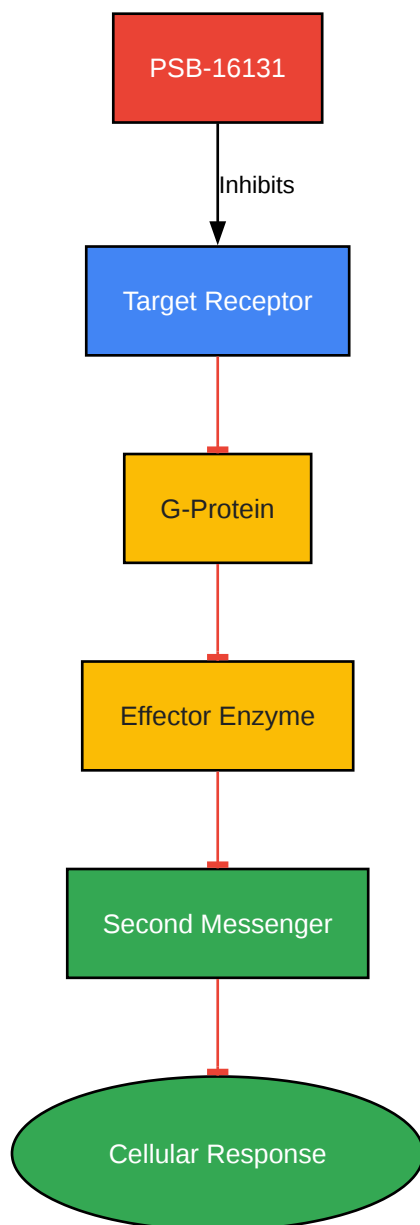 PSB-16131
Inhibits
Target Receptor
G-Protein
Effector Enzyme
Second Messenger
Cellular Response